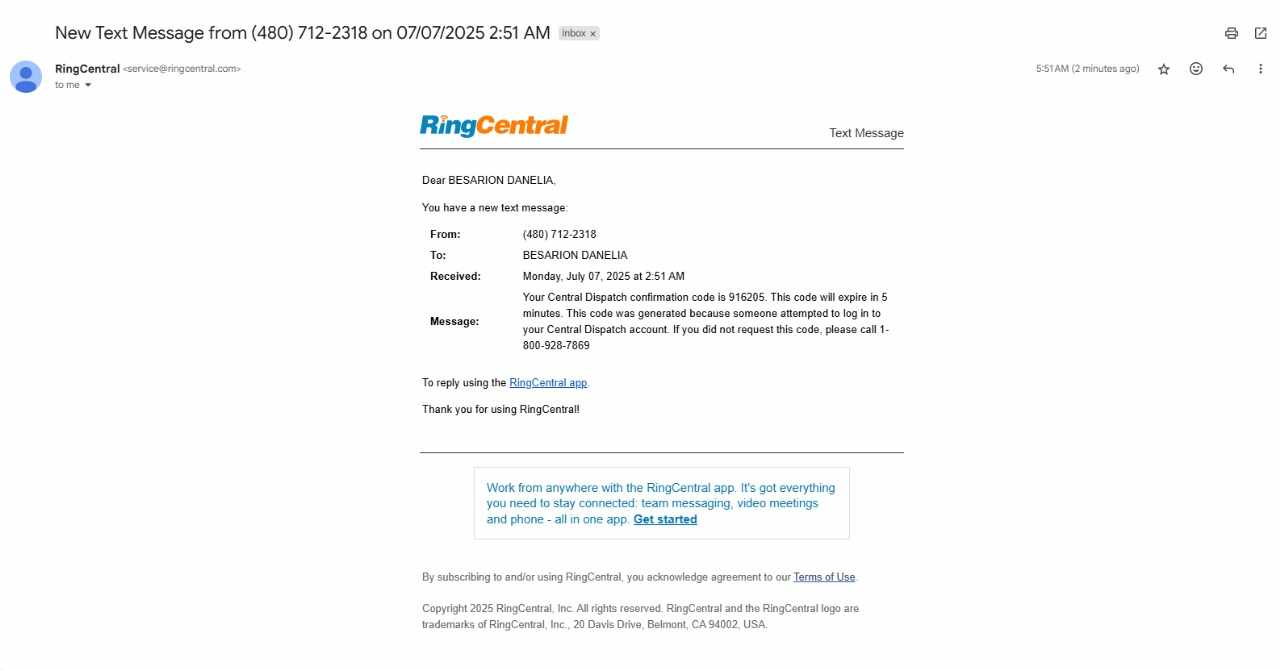 New Text Message from (480) 712-2318 on 07/07/2025 2:51 AM Inbox x
RingCentral <service@ringcentral.com> 5:51 AM (2 minutes ago)
to me
RingCentral
Text Message
Dear BESARION DANELIA,
You have a new text message:
From: (480) 712-2318
To: BESARION DANELIA
Received: Monday, July 07, 2025 at 2:51 AM
Message: Your Central Dispatch confirmation code is 916205. This code will expire in 5
minutes. This code was generated because someone attempted to log in to
your Central Dispatch account. If you did not request this code, please call 1-
800-928-7869
To reply using the RingCentral app.
Thank you for using RingCentral!
Work from anywhere with the RingCentral app. It's got everything
you need to stay connected: team messaging, video meetings
and phone - all in one app. Get started
By subscribing to and/or using RingCentral, you acknowledge agreement to our Terms of Use.
Copyright 2025 RingCentral, Inc. All rights reserved. RingCentral and the RingCentral logo are
trademarks of RingCentral, Inc., 20 Davis Drive, Belmont, CA 94002, USA.